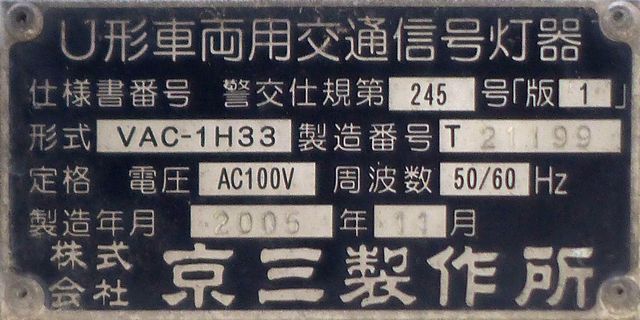 U形車両用交通信号灯器
仕様書番号 警交仕規第 245 号「版 1 」
形式 VAC-1H33 製造番号 T 21199
定格 電圧 AC100V 周波数 50/60 Hz
製造年月 2005 年 11 月
株式会社 京三製作所